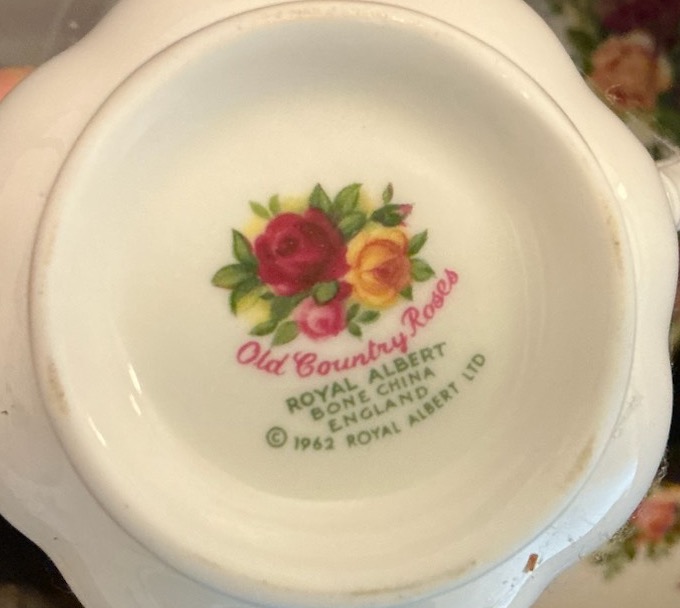 Old Country Roses
ROYAL ALBERT
BONE CHINA
ENGLAND
© 1962 ROYAL ALBERT LTD